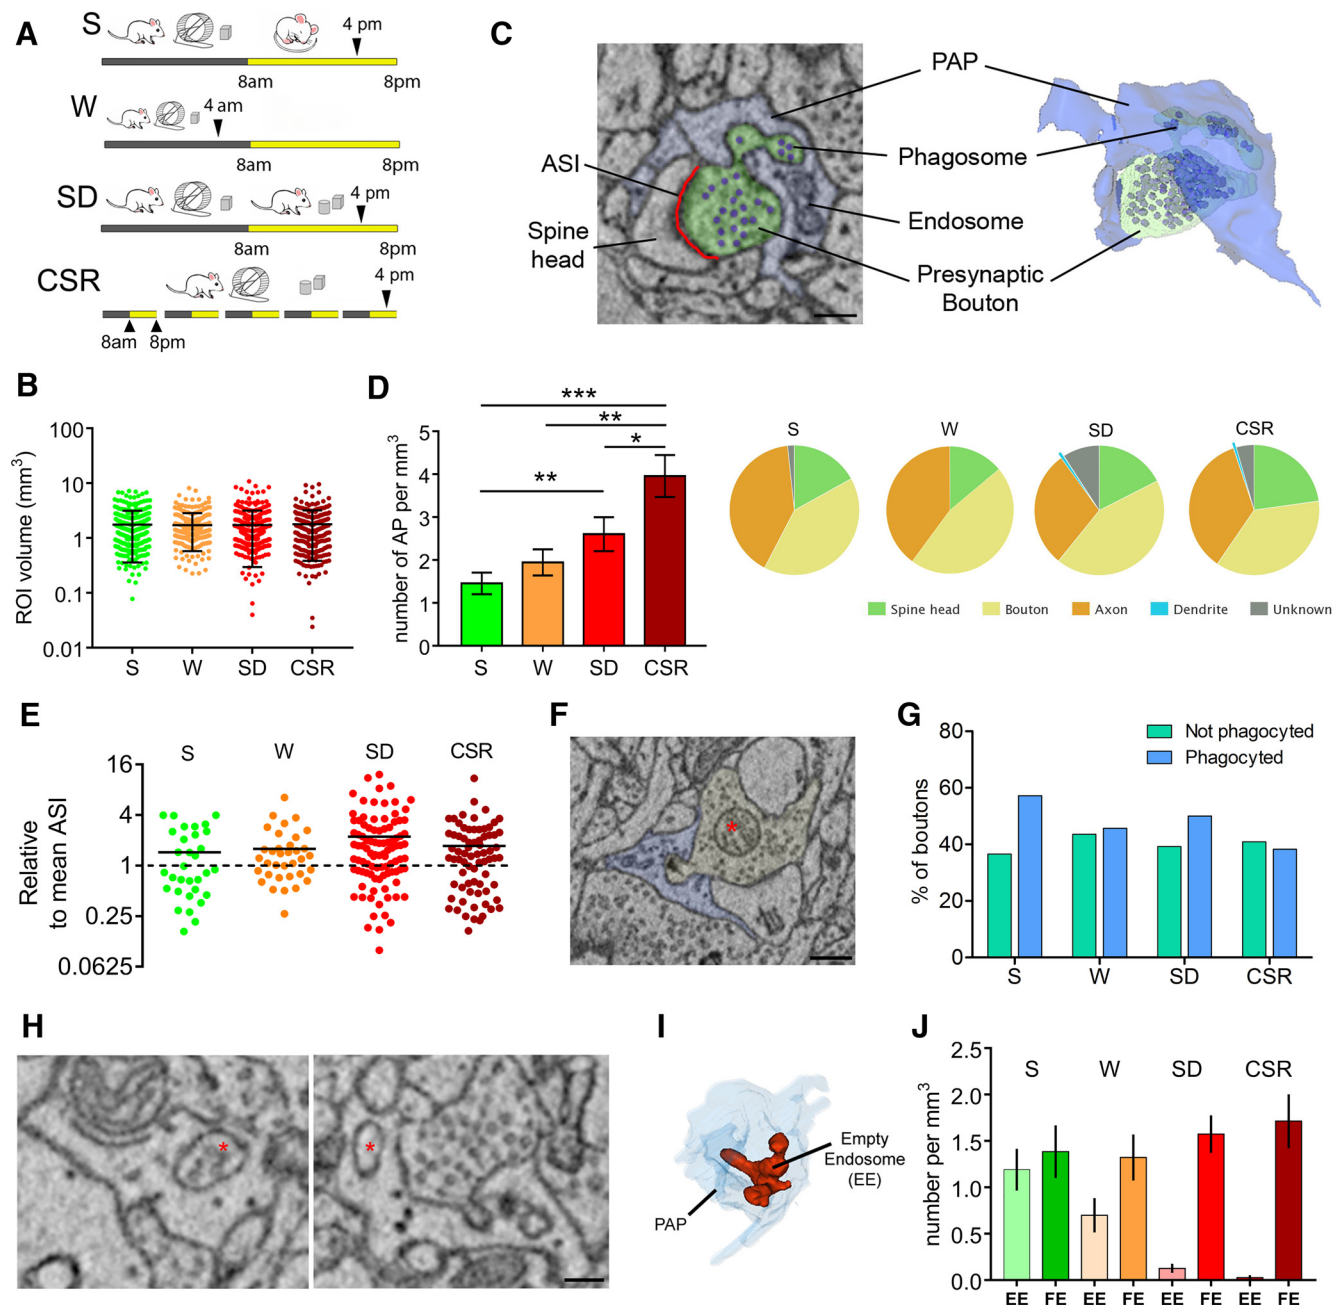 A
S
4 pm
8am
8pm
W
4 am
8am
8pm
SD
4 pm
8am
8pm
CSR
4 pm
8am
8pm
B
ROI volume (mm³)
100
10
1
0.1
0.01
S
W
SD
CSR
C
PAP
ASI
Phagosome
Spine
head
Endosome
Presynaptic
Bouton
D
number of AP per mm³
5
4
3
2
1
0
***
**
*
**
S
W
SD
CSR
S
W
SD
CSR
Spine head
Bouton
Axon
Dendrite
Unknown
E
Relative
to mean ASI
S
W
SD
CSR
16
4
1
0.25
0.0625
F
*
G
% of boutons
80
60
40
20
0
Not phagocyted
Phagocyted
S
W
SD
CSR
H
*
*
I
Empty
Endosome
(EE)
PAP
J
number per mm³
2.5
2.0
1.5
1.0
0.5
0.0
S
W
SD
CSR
EE
FE
EE
FE
EE
FE
EE
FE